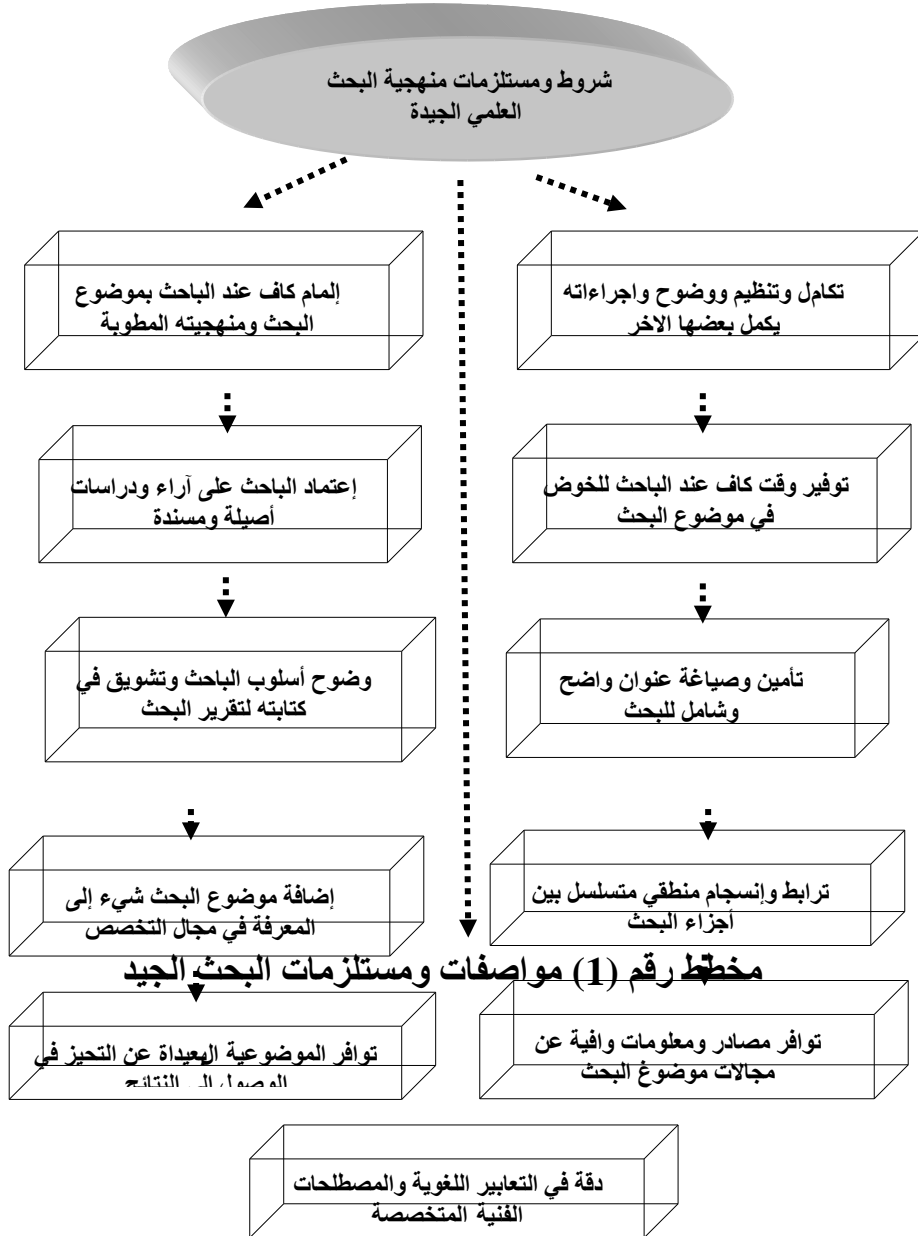 شروط ومستلزمات منهجية البحث
العلمي الجيدة
تكامل وتنظيم ووضوح واجراءاته
يكمل بعضها الاخر
إلمام كاف عند الباحث بموضوع
البحث ومنهجيته المطوبة
توفير وقت كاف عند الباحث للخوض
في موضوع البحث
إعتماد الباحث على آراء ودراسات
أصيلة ومسندة
تأمين وصياغة عنوان واضح
وشامل للبحث
وضوح أسلوب الباحث وتشويق في
كتابته لتقرير البحث
ترابط وإنسجام منطقي متسلسل بين
أجزاء البحث
إضافة موضوع البحث شيء إلى
المعرفة في مجال التخصص
مخطط رقم (1) مواصفات ومستلزمات البحث الجيد
توافر مصادر ومعلومات وافية عن
مجالات موضوع البحث
توافر الموضوعية البعيداة عن التحيز في
الوصول إلى النتائج
دقة في التعابير اللغوية والمصطلحات
الفنية المتخصصة